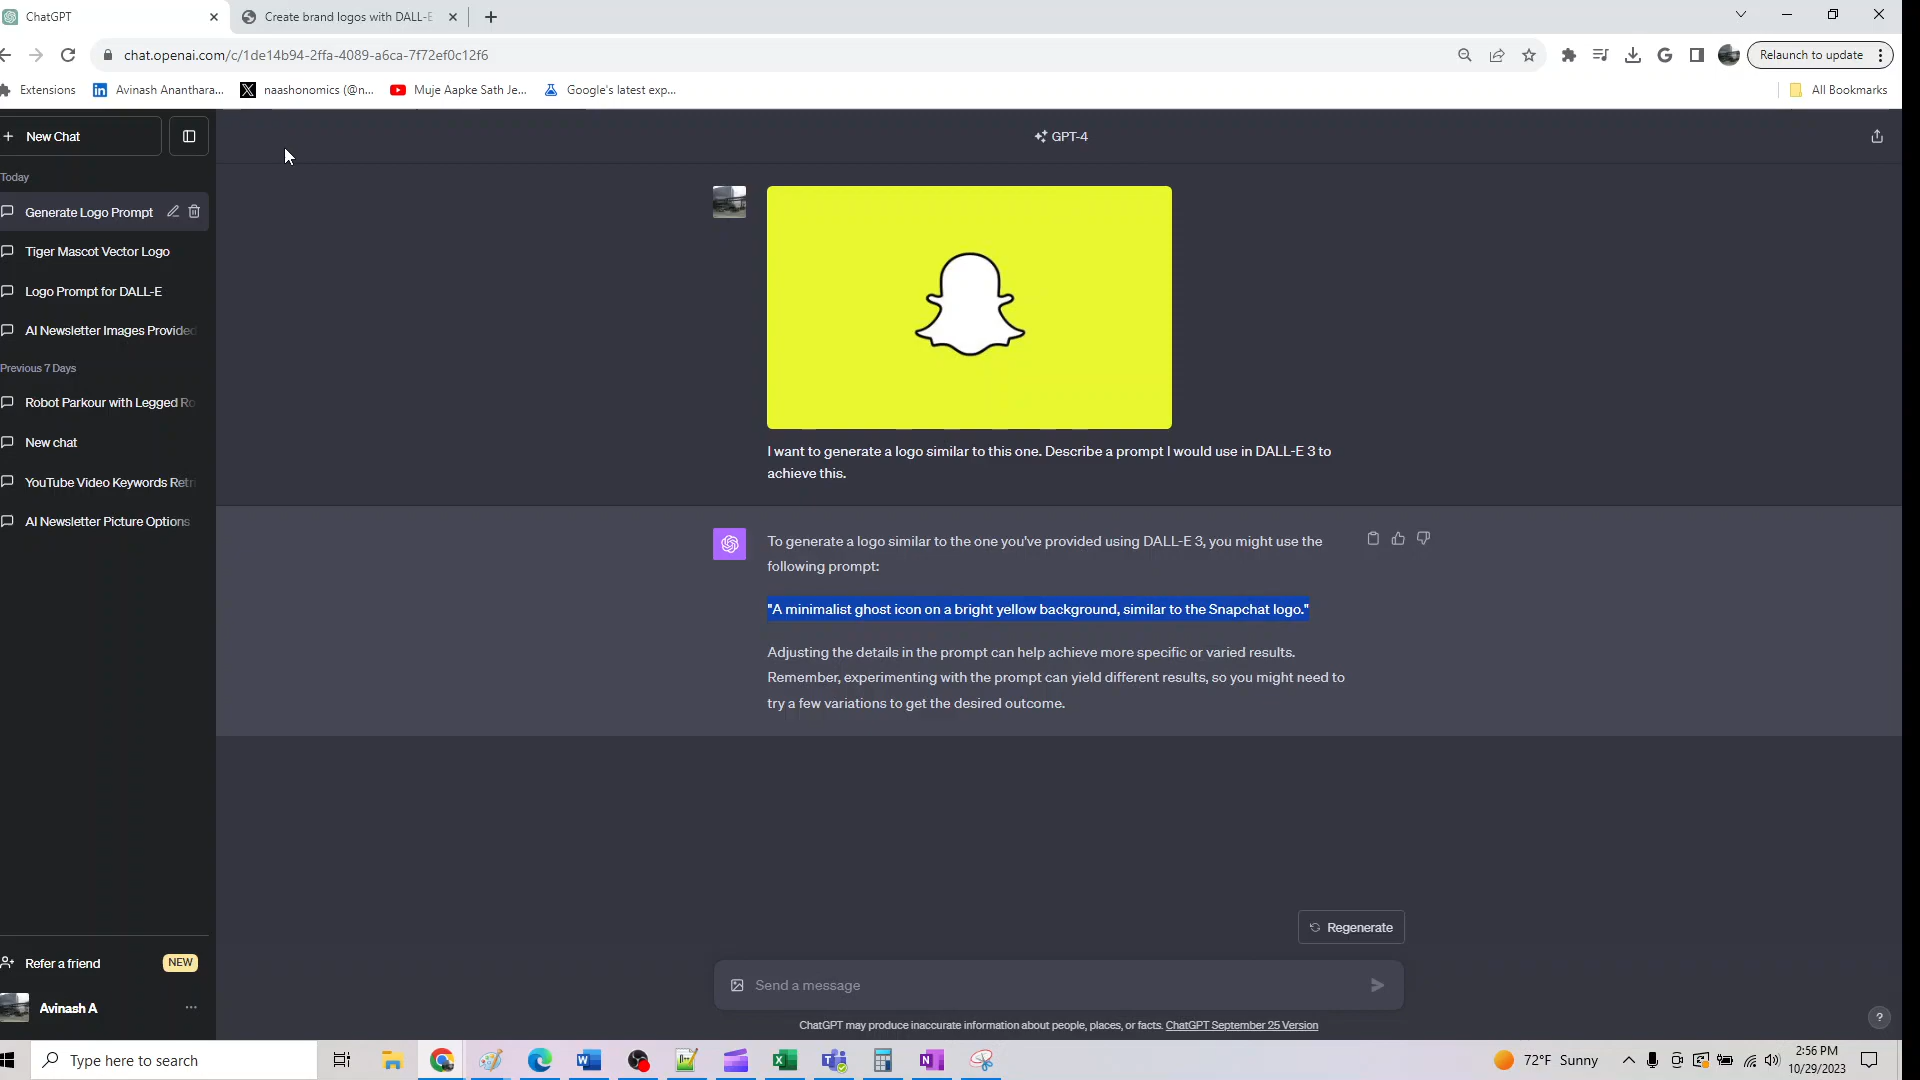 ChatGPT
Create brand logos with DALL-E
chat.openai.com/c/1de14b94-2ffa-4089-a6ca-7f72ef0c12f6
Relaunch to update
Extensions
Avinash Ananthara...
naashonomics (@n...
Muje Aapke Sath Je...
Google's latest exp...
All Bookmarks
New Chat
GPT-4
Today
Generate Logo Prompt
Tiger Mascot Vector Logo
Logo Prompt for DALL-E
AI Newsletter Images Provided
Previous 7 Days
Robot Parkour with Legged Ro
New chat
YouTube Video Keywords Retri
AI Newsletter Picture Options
I want to generate a logo similar to this one. Describe a prompt I would use in DALL-E 3 to
achieve this.
To generate a logo similar to the one you've provided using DALL-E 3, you might use the
following prompt:
"A minimalist ghost icon on a bright yellow background, similar to the Snapchat logo."
Adjusting the details in the prompt can help achieve more specific or varied results.
Remember, experimenting with the prompt can yield different results, so you might need to
try a few variations to get the desired outcome.
Regenerate
Send a message
ChatGPT may produce inaccurate information about people, places, or facts. ChatGPT September 25 Version
?
Refer a friend
NEW
Avinash A
Type here to search
72°F Sunny
2:56 PM
10/29/2023